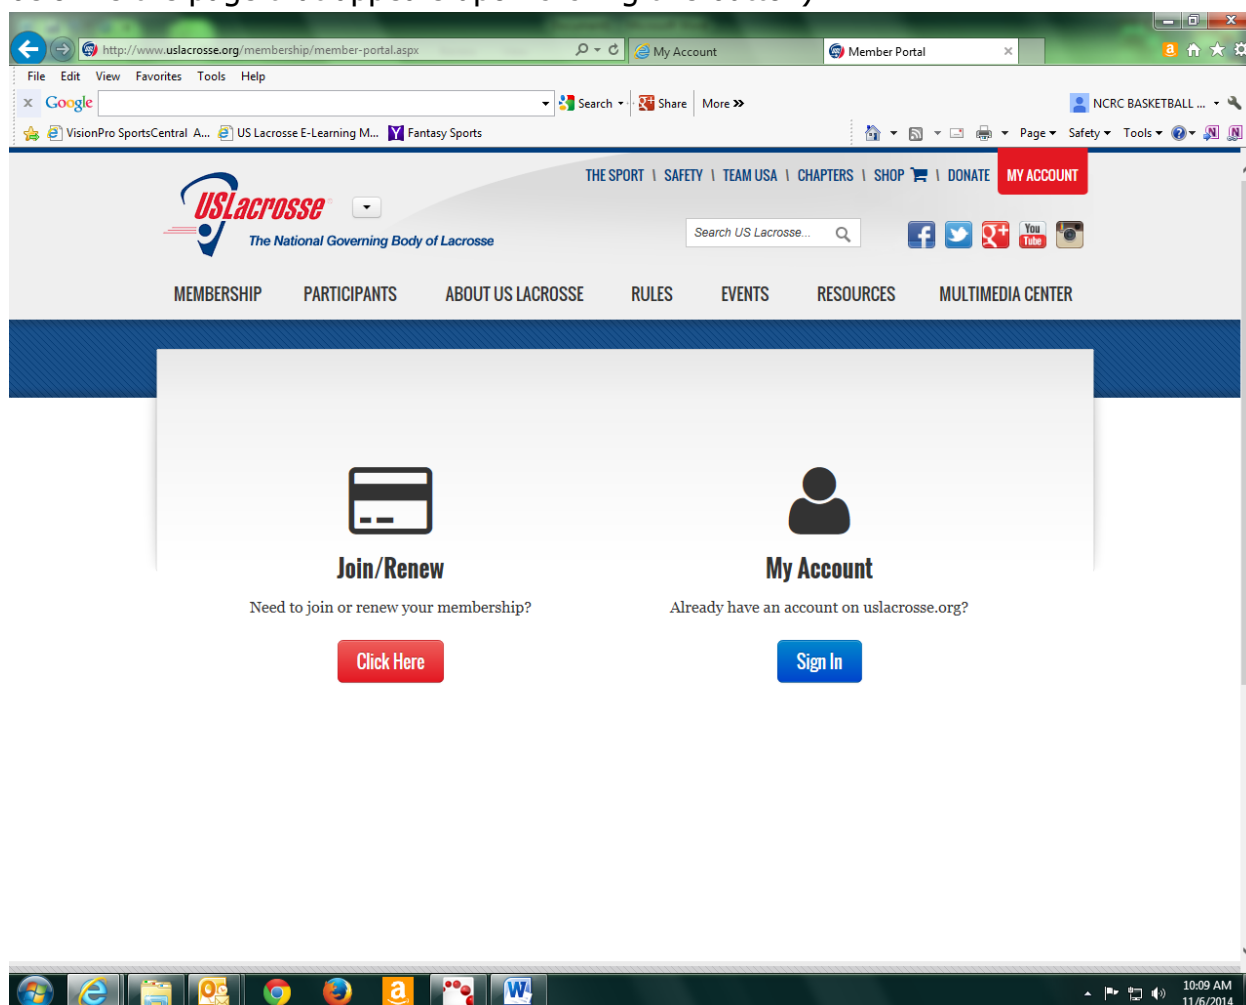 http://www.uslacrosse.org/membership/member-portal.aspx
My Account
Member Portal
File Edit View Favorites Tools Help
x Google
Search
Share
More »
NCRC BASKETBALL ...
VisionPro SportsCentral A...
US Lacrosse E-Learning M...
Fantasy Sports
Page
Safety
Tools
THE SPORT \ SAFETY \ TEAM USA \ CHAPTERS \ SHOP \ DONATE MY ACCOUNT
USLacrosse
The National Governing Body of Lacrosse
Search US Lacrosse...
You Tube
MEMBERSHIP PARTICIPANTS ABOUT US LACROSSE RULES EVENTS RESOURCES MULTIMEDIA CENTER
Join/Renew
Need to join or renew your membership?
Click Here
My Account
Already have an account on uslacrosse.org?
Sign In
10:09 AM
11/6/2014